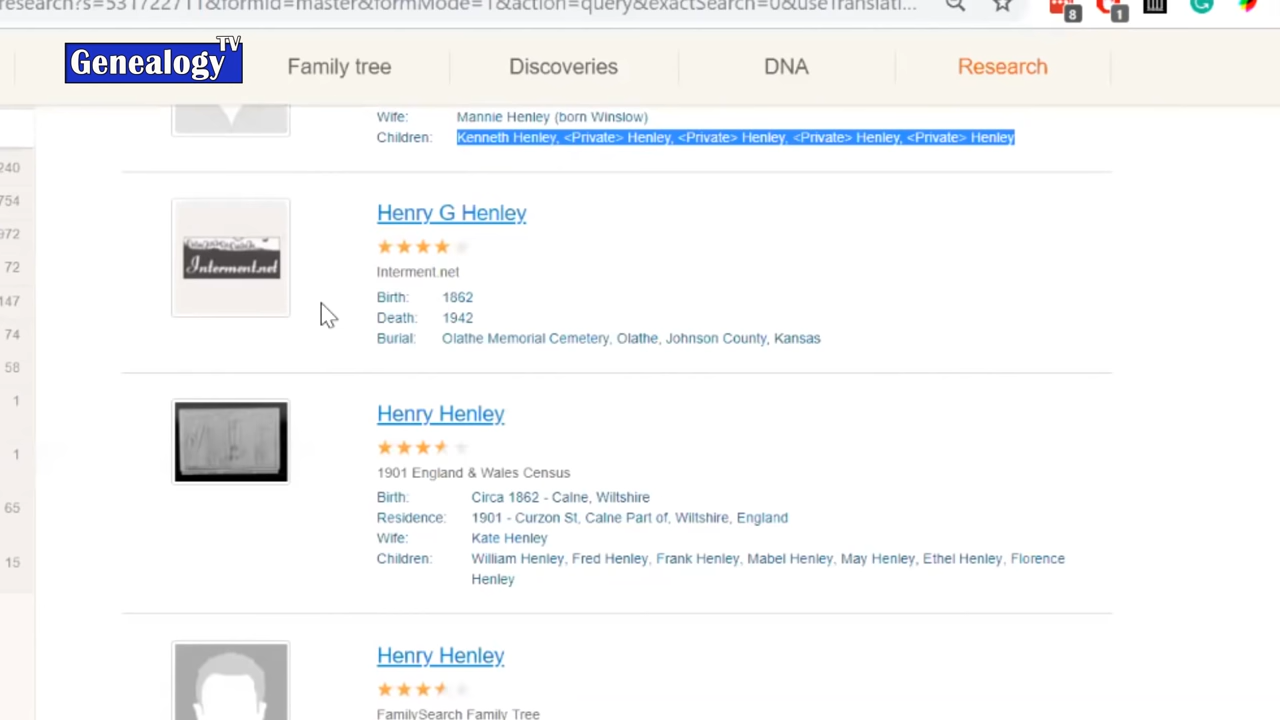 research?s=531722711&formId=master&formMode=1&action=query&exactSearch=0&useTranslati...
8
1
Genealogy TV
Family tree
Discoveries
DNA
Research
Wife: Mannie Henley (born Winslow)
Children: Kenneth Henley, <Private> Henley, <Private> Henley, <Private> Henley, <Private> Henley
240
754
972
72
147
74
58
1
1
65
15
Henry G Henley
Interment.net
Interment.net
Birth: 1862
Death: 1942
Burial: Olathe Memorial Cemetery, Olathe, Johnson County, Kansas
Henry Henley
1901 England & Wales Census
Birth: Circa 1862 - Calne, Wiltshire
Residence: 1901 - Curzon St, Calne Part of, Wiltshire, England
Wife: Kate Henley
Children: William Henley, Fred Henley, Frank Henley, Mabel Henley, May Henley, Ethel Henley, Florence
Henley
Henry Henley
FamilySearch Family Tree